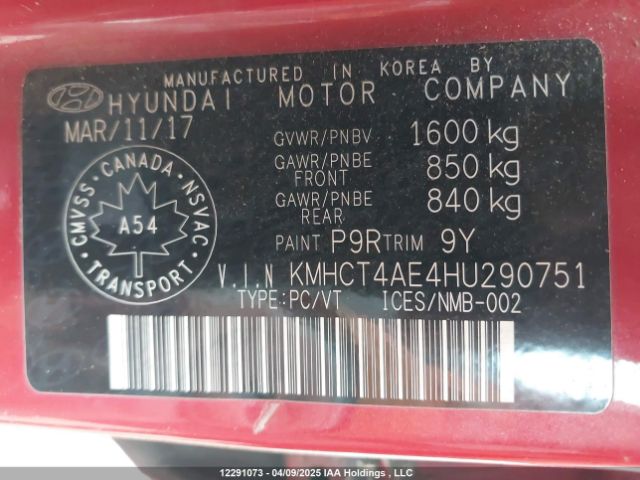 MANUFACTURED IN KOREA BY
HYUNDAI MOTOR COMPANY
MAR/11/17
GVWR/PNBV 1600 kg
GAWR/PNBE FRONT 850 kg
GAWR/PNBE REAR 840 kg
CMVSS · CANADA · NSVAC
A54
TRANSPORT
PAINT P9R TRIM 9Y
V.I.N KMHCT4AE4HU290751
TYPE:PC/VT ICES/NMB-002
12291073 - 04/09/2025 IAA Holdings , LLC